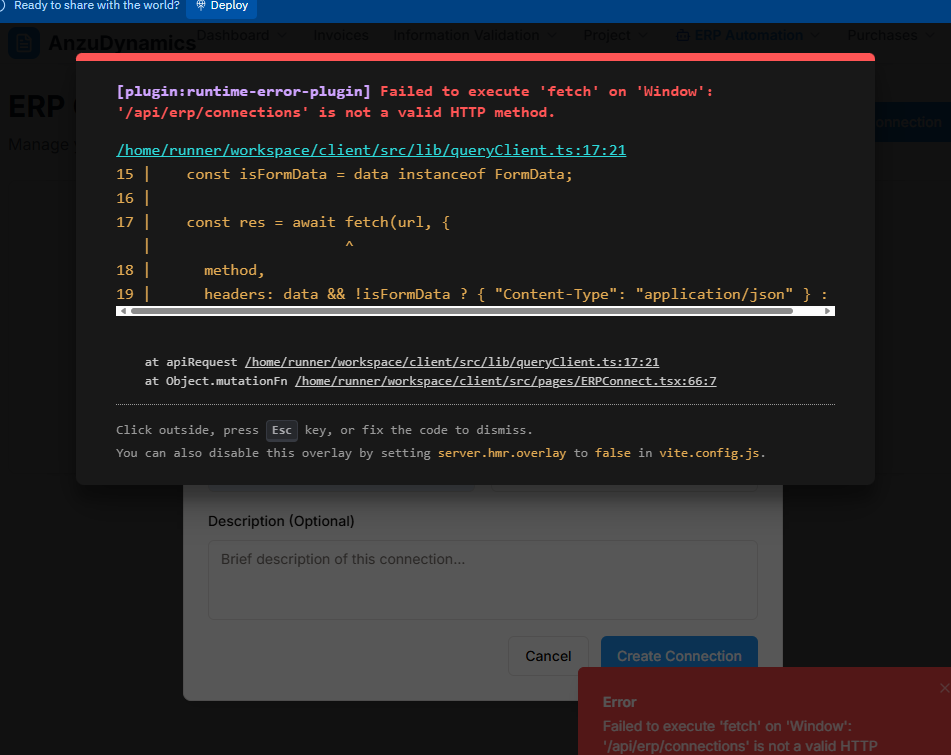 Ready to share with the world? Deploy
AnzuDynamics Dashboard Invoices Information Validation Project ERP Automation Purchases
[plugin:runtime-error-plugin] Failed to execute 'fetch' on 'Window':
'/api/erp/connections' is not a valid HTTP method.
ERP
onnection
Manage
/home/runner/workspace/client/src/lib/queryClient.ts:17:21
15 | const isFormData = data instanceof FormData;
16 |
17 | const res = await fetch(url, {
| ^
18 | method,
19 | headers: data && !isFormData ? { "Content-Type": "application/json" } :
at apiRequest /home/runner/workspace/client/src/lib/queryClient.ts:17:21
at Object.mutationFn /home/runner/workspace/client/src/pages/ERPConnect.tsx:66:7
Click outside, press Esc key, or fix the code to dismiss.
You can also disable this overlay by setting server.hmr.overlay to false in vite.config.js.
Description (Optional)
Brief description of this connection...
Cancel Create Connection
Error
Failed to execute 'fetch' on 'Window':
'/api/erp/connections' is not a valid HTTP